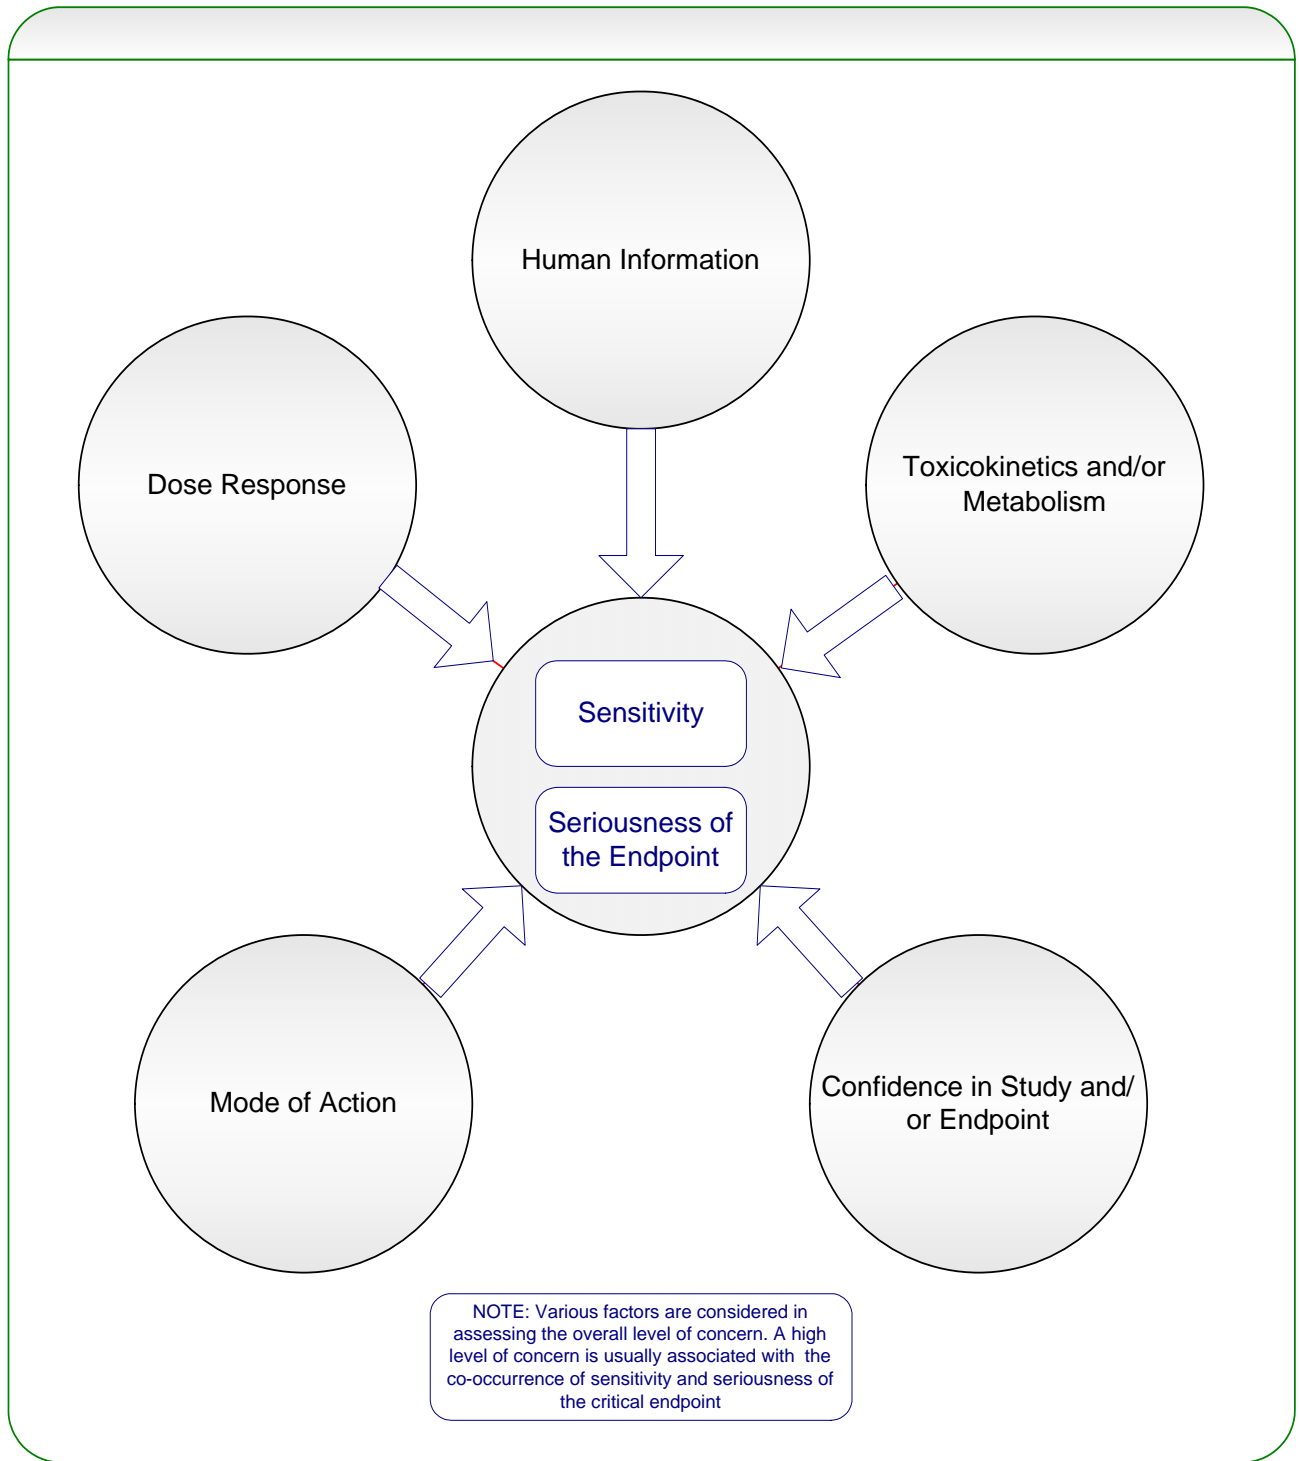 Human Information
Dose Response
Toxicokinetics and/or
Metabolism
Sensitivity
Seriousness of
the Endpoint
Mode of Action
Confidence in Study and/
or Endpoint
NOTE: Various factors are considered in
assessing the overall level of concern. A high
level of concern is usually associated with  the
co-occurrence of sensitivity and seriousness of
the critical endpoint